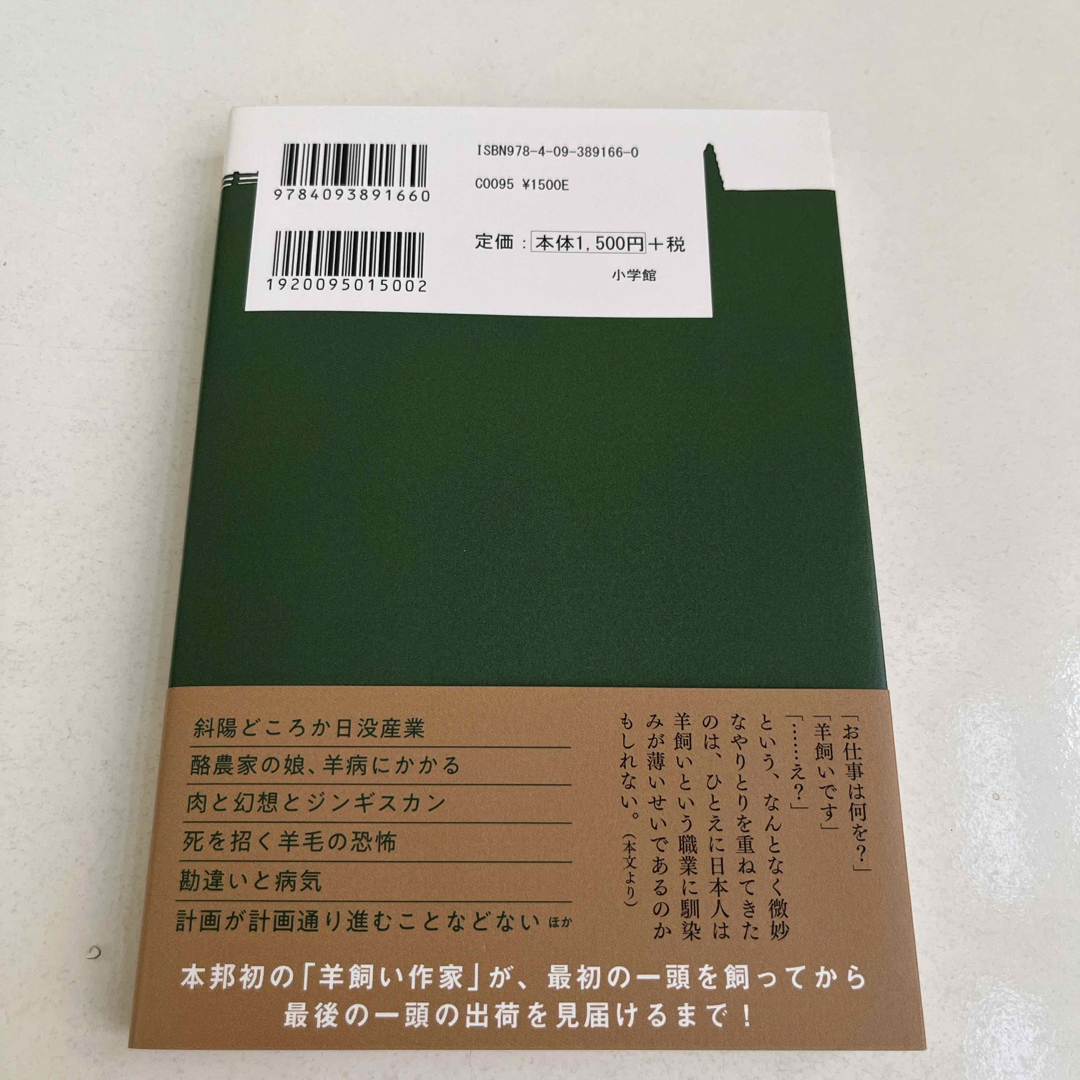 9784093891660
ISBN978-4-09-389166-0
C0095 ¥1500E
1920095015002
定価：本体1,500円＋税
小学館
「お仕事は何を？」
「羊飼いです」
「……え？」
という、なんとなく微妙
なやりとりを重ねてきた
のは、ひとえに日本人は
羊飼いという職業に馴染
みが薄いせいであるのか
もしれない。（本文より）
斜陽どころか日没産業
酪農家の娘、羊病にかかる
肉と幻想とジンギスカン
死を招く羊毛の恐怖
勘違いと病気
計画が計画通り進むことなどない ほか
本邦初の「羊飼い作家」が、最初の一頭を飼ってから
最後の一頭の出荷を見届けるまで！